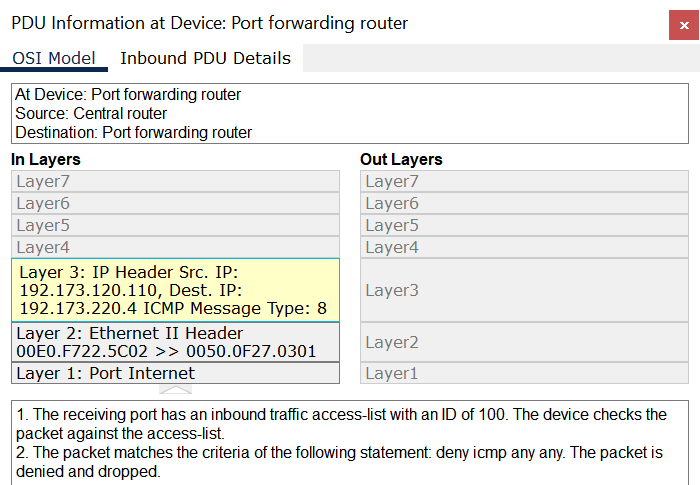 PDU Information at Device: Port forwarding router
×
OSI Model Inbound PDU Details
At Device: Port forwarding router
Source: Central router
Destination: Port forwarding router
In Layers
Layer7
Layer6
Layer5
Layer4
Layer 3: IP Header Src. IP:
192.173.120.110, Dest. IP:
192.173.220.4 ICMP Message Type: 8
Layer 2: Ethernet II Header
00E0.F722.5C02 >> 0050.0F27.0301
Layer 1: Port Internet
Out Layers
Layer7
Layer6
Layer5
Layer4
Layer3
Layer2
Layer1
1. The receiving port has an inbound traffic access-list with an ID of 100. The device checks the
packet against the access-list.
2. The packet matches the criteria of the following statement: deny icmp any any. The packet is
denied and dropped.